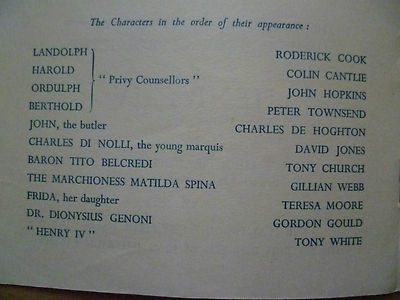 The Characters in the order of their appearance :
LANDOLPH RODERICK COOK
HAROLD COLIN CANTLIE
ORDULPH JOHN HOPKINS
BERTHOLD PETER TOWNSEND
" Privy Counsellors "
JOHN, the butler CHARLES DE HOGHTON
CHARLES DI NOLLI, the young marquis DAVID JONES
BARON TITO BELCREDI TONY CHURCH
THE MARCHIONESS MATILDA SPINA GILLIAN WEBB
FRIDA, her daughter TERESA MOORE
DR. DIONYSIUS GENONI GORDON GOULD
" HENRY IV " TONY WHITE